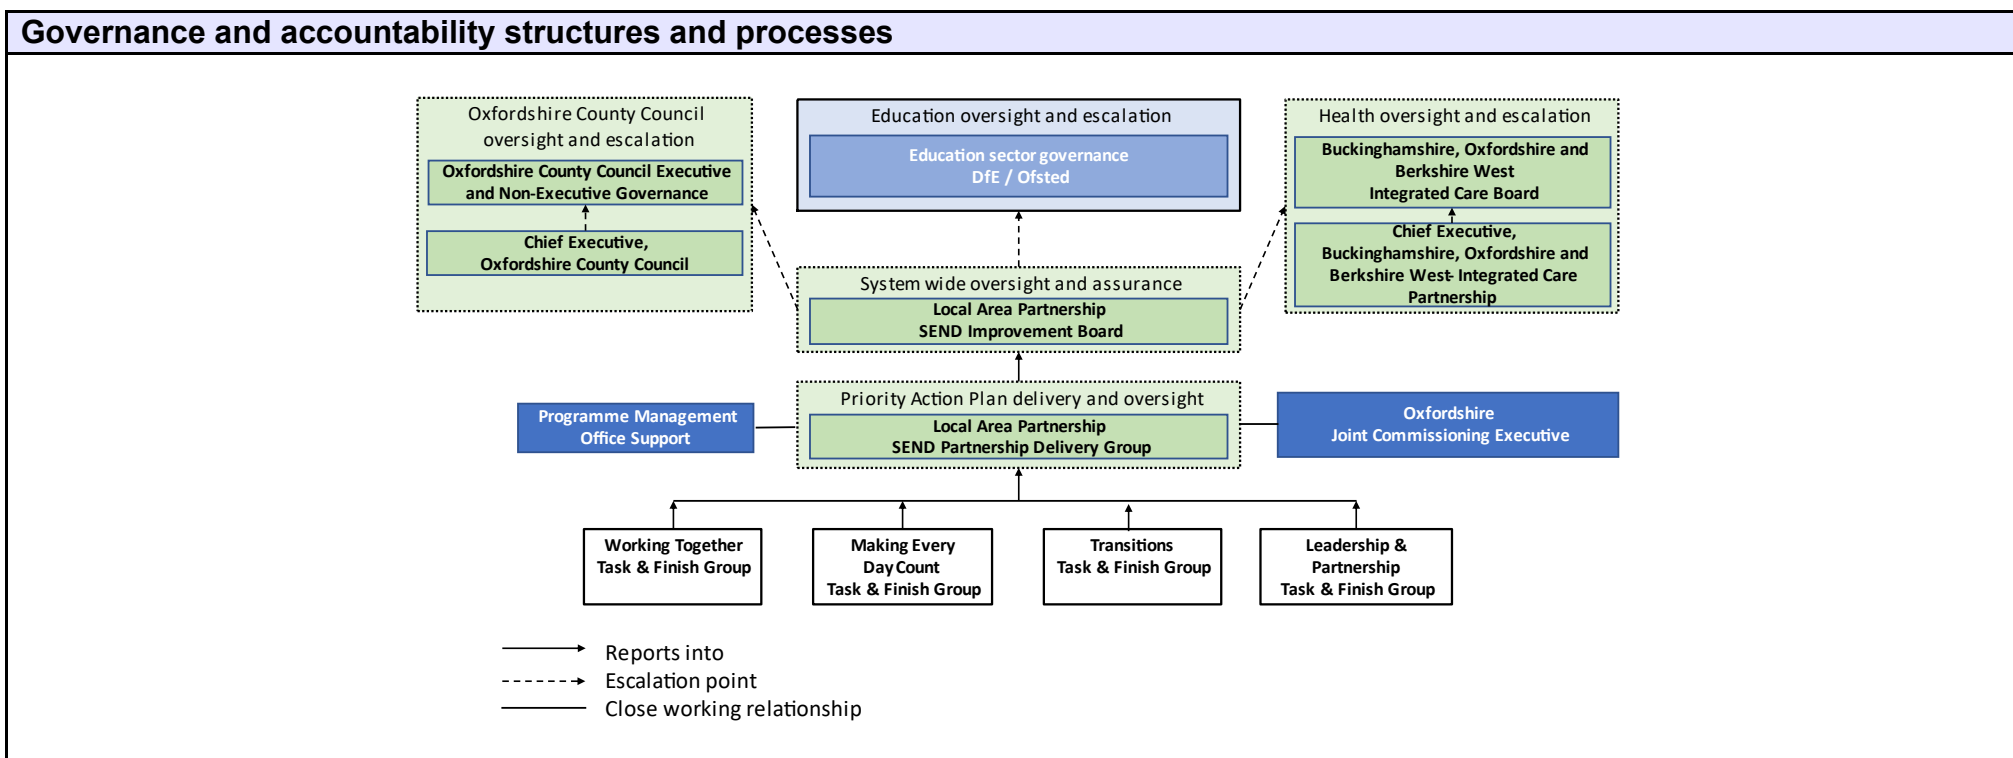 Governance and accountability structures and processes
Oxfordshire County Council
oversight and escalation
Oxfordshire County Council Executive
and Non-Executive Governance
Chief Executive,
Oxfordshire County Council
Education oversight and escalation
Education sector governance
DfE / Ofsted
Health oversight and escalation
Buckinghamshire, Oxfordshire and
Berkshire West
Integrated Care Board
Chief Executive,
Buckinghamshire, Oxfordshire and
Berkshire West- Integrated Care
Partnership
System wide oversight and assurance
Local Area Partnership
SEND Improvement Board
Priority Action Plan delivery and oversight
Local Area Partnership
SEND Partnership Delivery Group
Programme Management
Office Support
Oxfordshire
Joint Commissioning Executive
Working Together
Task & Finish Group
Making Every
Day Count
Task & Finish Group
Transitions
Task & Finish Group
Leadership &
Partnership
Task & Finish Group
Reports into
Escalation point
Close working relationship